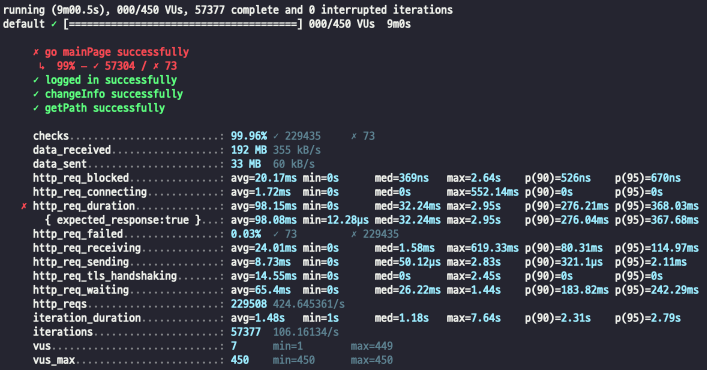 running (9m00.5s), 000/450 VUs, 57377 complete and 0 interrupted iterations
default ✓ [======================================] 000/450 VUs  9m0s
✗ go mainPage successfully
↳  99% — ✓ 57304 / ✗ 73
✓ logged in successfully
✓ changeInfo successfully
✓ getPath successfully
checks.........................: 99.96% ✓ 229435     ✗ 73
data_received..................: 192 MB 355 kB/s
data_sent......................: 33 MB  60 kB/s
http_req_blocked...............: avg=20.17ms min=0s      med=369ns   max=2.64s    p(90)=526ns    p(95)=670ns
http_req_connecting............: avg=1.72ms  min=0s      med=0s      max=552.14ms p(90)=0s       p(95)=0s
✗ http_req_duration..............: avg=98.15ms min=0s      med=32.24ms max=2.95s    p(90)=276.21ms p(95)=368.03ms
{ expected_response:true }...: avg=98.08ms min=12.28µs med=32.24ms max=2.95s    p(90)=276.04ms p(95)=367.68ms
http_req_failed................: 0.03%  ✓ 73         ✗ 229435
http_req_receiving.............: avg=24.01ms min=0s      med=1.58ms  max=619.33ms p(90)=80.31ms  p(95)=114.97ms
http_req_sending...............: avg=8.73ms  min=0s      med=50.12µs max=2.83s    p(90)=321.1µs  p(95)=2.11ms
http_req_tls_handshaking.......: avg=14.55ms min=0s      med=0s      max=2.45s    p(90)=0s       p(95)=0s
http_req_waiting...............: avg=65.4ms  min=0s      med=26.22ms max=1.44s    p(90)=183.82ms p(95)=242.29ms
http_reqs......................: 229508 424.645361/s
iteration_duration.............: avg=1.48s   min=1s      med=1.18s   max=7.64s    p(90)=2.31s    p(95)=2.79s
iterations.....................: 57377  106.16134/s
vus............................: 7      min=1        max=449
vus_max........................: 450    min=450      max=450